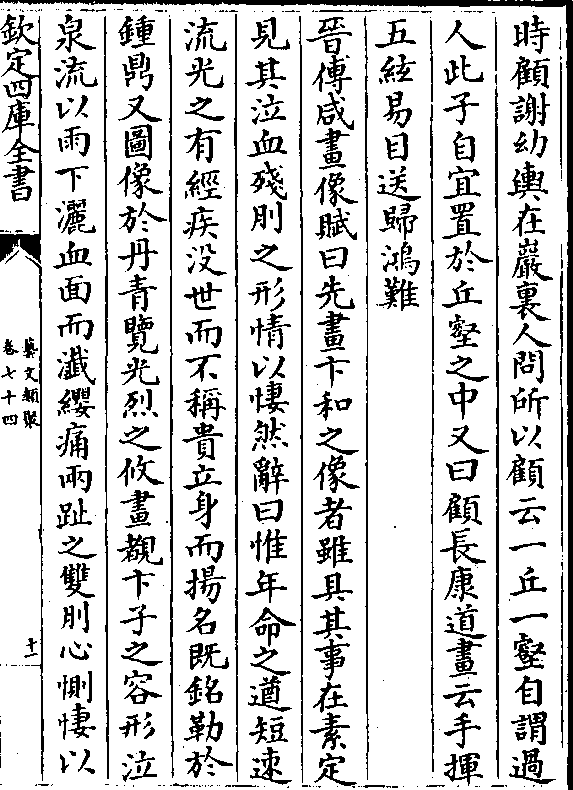 時顧謝幼輿在巖裏人問所以顧云一丘一壑自謂過
人此子自宜置於丘壑之中又曰顧長康道畫云手揮
五絃易目送歸鴻難
晉傅咸畫像賦曰先畫卞和之像者雖具其事在素定
見其泣血殘刖之形情以悽然辭曰惟年命之遒短速
流光之有經疾没世而不稱貴立身而揚名既銘勒於
鍾鼎又圖像於丹青覽光烈之攸畫覩卞子之容形泣
泉流以雨下灑血面而瀸纓痛兩趾之雙刖心惻悽以
欽定四庫全書
藝文類聚
卷七十四
十一